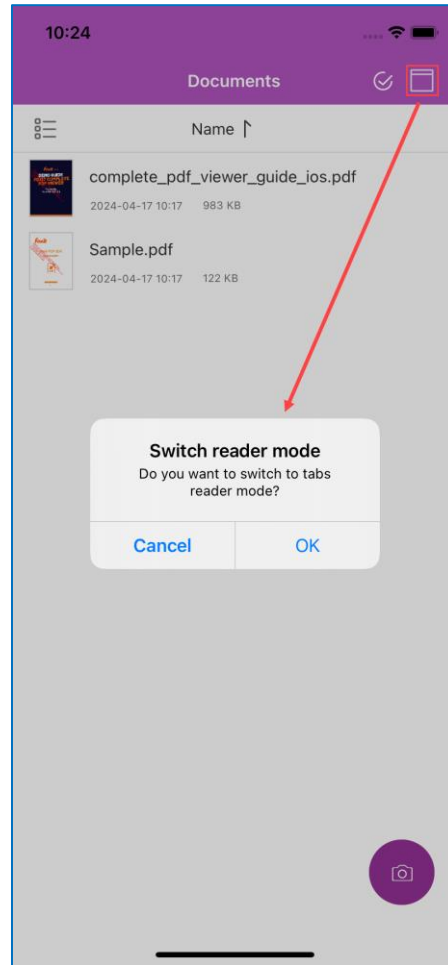 10:24
Documents
Name
complete_pdf_viewer_guide_ios.pdf
2024-04-17 10:17 983 KB
Sample.pdf
2024-04-17 10:17 122 KB
Switch reader mode
Do you want to switch to tabs
reader mode?
Cancel OK